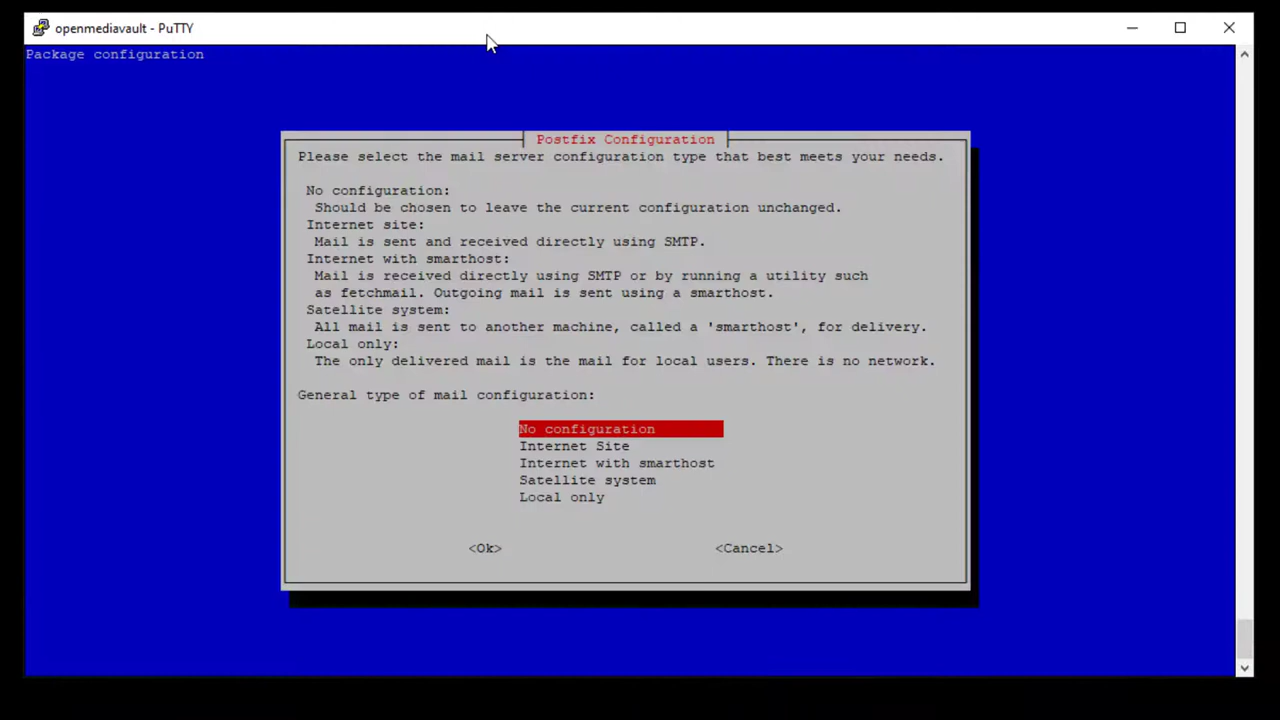 openmediavault - PuTTY
Package configuration
Postfix Configuration
Please select the mail server configuration type that best meets your needs.
No configuration:
Should be chosen to leave the current configuration unchanged.
Internet site:
Mail is sent and received directly using SMTP.
Internet with smarthost:
Mail is received directly using SMTP or by running a utility such
as fetchmail. Outgoing mail is sent using a smarthost.
Satellite system:
All mail is sent to another machine, called a 'smarthost', for delivery.
Local only:
The only delivered mail is the mail for local users. There is no network.
General type of mail configuration:
No configuration
Internet Site
Internet with smarthost
Satellite system
Local only
<Ok> <Cancel>